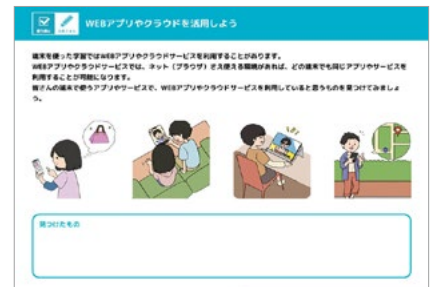 WEBアプリやクラウドを活用しよう
端末を使った学習ではWEBアプリやクラウドサービスを利用することがあります。
WEBアプリやクラウドサービスでは、ネット（ブラウザ）さえ使える環境があれば、どの端末でも同じアプリやサービスを
利用することが可能になります。
皆さんの端末で使うアプリやサービスで、WEBアプリやクラウドサービスを利用していると思うものを見つけてみましょ
う。
見つけたもの